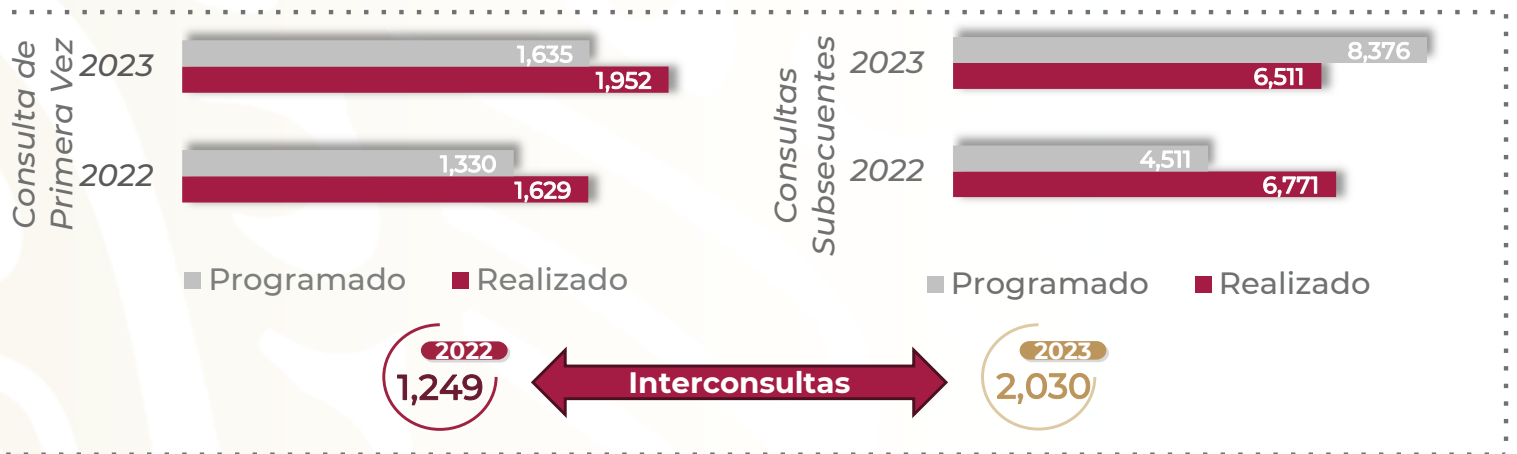 Consulta de
Primera Vez
2023
1,635
1,952
2022
1,330
1,629
Programado
Realizado
Consultas
Subsecuentes
2023
8,376
6,511
2022
4,511
6,771
Programado
Realizado
2022
1,249
Interconsultas
2023
2,030